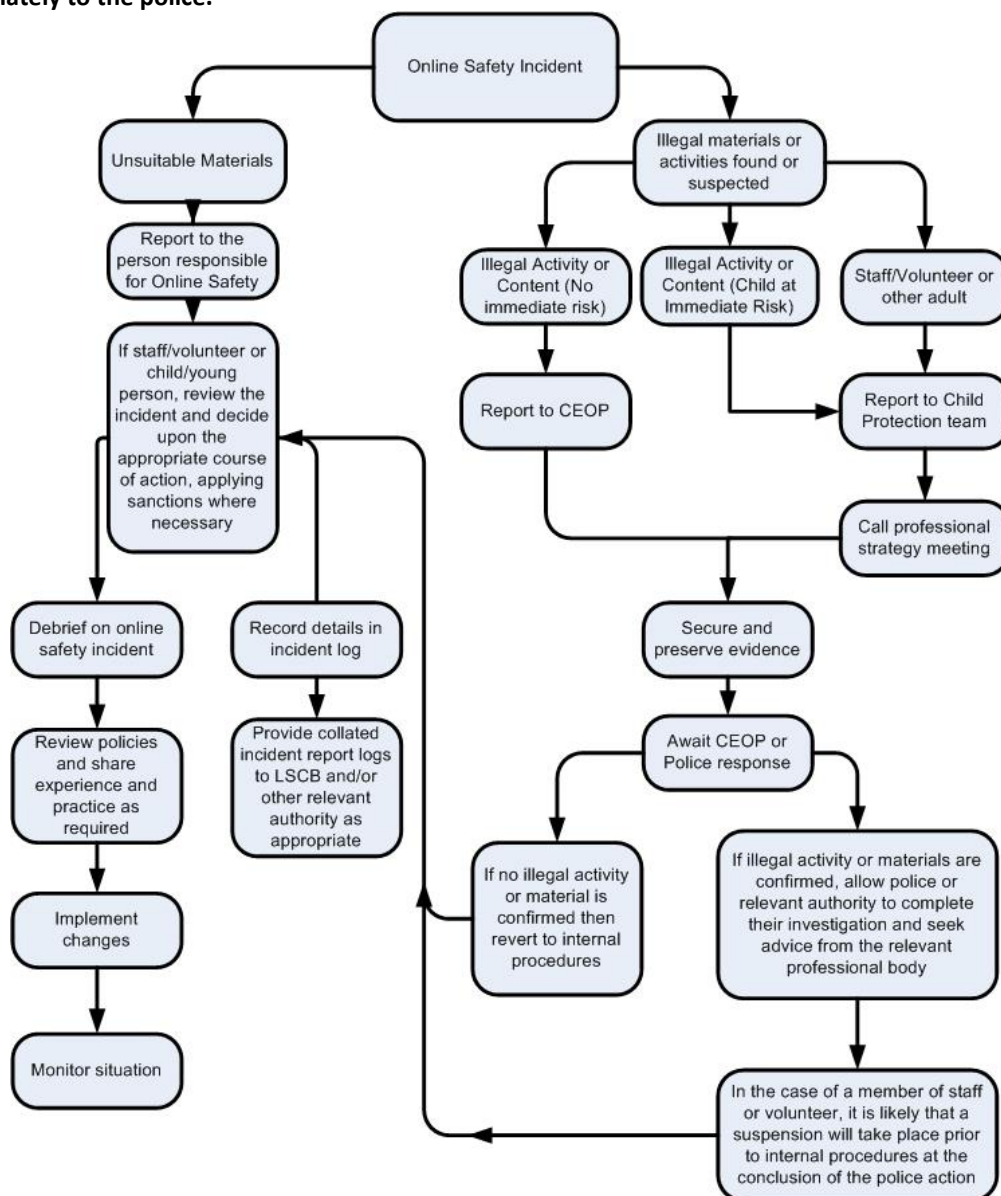 to the police.
Online Safety Incident
Unsuitable Materials
Illegal materials or
activities found or
suspected
Report to the
person responsible
for Online Safety
Illegal Activity or
Content (No
immediate risk)
Illegal Activity or
Content (Child at
Immediate Risk)
Staff/Volunteer or
other adult
If staff/volunteer or
child/young
person, review the
incident and decide
upon the
appropriate course
of action, applying
sanctions where
necessary
Report to CEOP
Report to Child
Protection team
Call professional
strategy meeting
Debrief on online
safety incident
Record details in
incident log
Secure and
preserve evidence
Review policies
and share
experience and
practice as
required
Provide collated
incident report logs
to LSCB and/or
other relevant
authority as
appropriate
Await CEOP or
Police response
If no illegal activity
or material is
confirmed then
revert to internal
procedures
If illegal activity or materials are
confirmed, allow police or
relevant authority to complete
their investigation and seek
advice from the relevant
professional body
Implement
changes
Monitor situation
In the case of a member of staff
or volunteer, it is likely that a
suspension will take place prior
to internal procedures at the
conclusion of the police action